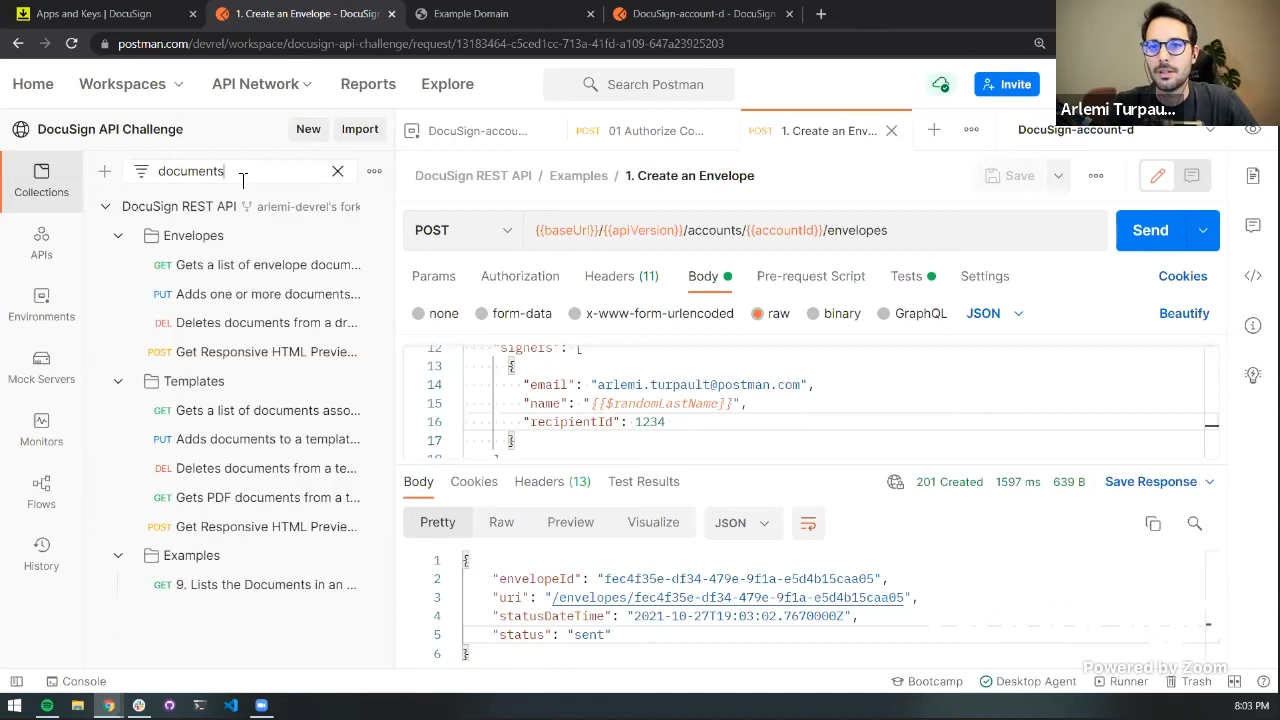 Apps and Keys | DocuSign
1. Create an Envelope - DocuSign
Example Domain
DocuSign-account-d - DocuSign
postman.com/devrel/workspace/docusign-api-challenge/request/13183464-c5ced1cc-713a-41fd-a109-647a23925203
Home
Workspaces
API Network
Reports
Explore
Search Postman
Invite
Arlemi Turpau...
DocuSign API Challenge
New
Import
DocuSign-accou...
POST 01 Authorize Co...
POST 1. Create an Env...
DocuSign-account-d
Collections
APIs
Environments
Mock Servers
Monitors
Flows
History
documents
DocuSign REST API arlemi-devrel's fork
Envelopes
GET Gets a list of envelope docum...
PUT Adds one or more documents...
DEL Deletes documents from a dr...
POST Get Responsive HTML Previe...
Templates
GET Gets a list of documents asso...
PUT Adds documents to a templat...
DEL Deletes documents from a te...
GET Gets PDF documents from a t...
POST Get Responsive HTML Previe...
Examples
GET 9. Lists the Documents in an ...
DocuSign REST API / Examples / 1. Create an Envelope
Save
POST
{{baseUrl}}/{{apiVersion}}/accounts/{{accountId}}/envelopes
Send
Params
Authorization
Headers (11)
Body
Pre-request Script
Tests
Settings
Cookies
none
form-data
x-www-form-urlencoded
raw
binary
GraphQL
JSON
Beautify
12 "signers": [
13 {
14 "email": "arlemi.turpault@postman.com",
15 "name": "{{$randomLastName}}",
16 "recipientId": 1234
17 }
18 ]
Body
Cookies
Headers (13)
Test Results
201 Created 1597 ms 639 B
Save Response
Pretty
Raw
Preview
Visualize
JSON
1 {
2 "envelopeId": "fec4f35e-df34-479e-9f1a-e5d4b15caa05",
3 "uri": "/envelopes/fec4f35e-df34-479e-9f1a-e5d4b15caa05",
4 "statusDateTime": "2021-10-27T19:03:02.7670000Z",
5 "status": "sent"
6 }
Powered by Zoom
Console
Bootcamp
Desktop Agent
Runner
Trash
8:03 PM